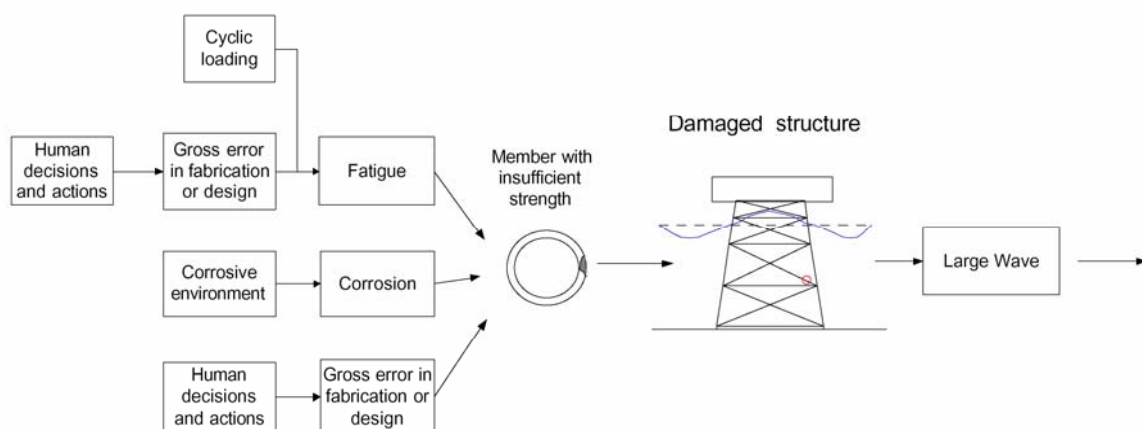 Cyclic
loading
Human
decisions
and actions
Gross error
in fabrication
or design
Fatigue
Corrosive
environment
Corrosion
Human
decisions
and actions
Gross error in
fabrication or
design
Member with
insufficient
strength
Damaged structure
Large Wave